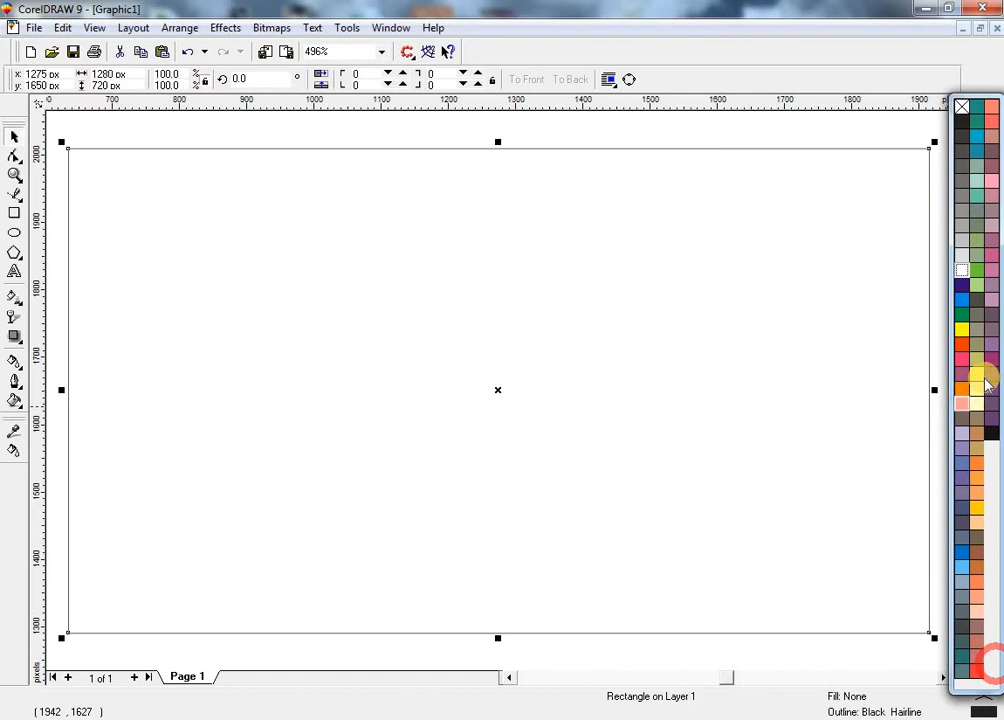 CorelDRAW 9 - [Graphic1]
File Edit View Layout Arrange Effects Bitmaps Text Tools Window Help
496%
x: 1275 px 1280 px 100.0 % 0.0 ° 0 0 To Front To Back
y: 1650 px 720 px 100.0 % 0 0
700 800 900 1000 1100 1200 1300 1400 1500 1600 1700 1800 1900
2000
1900
1800
1700
1600
1500
1400
1300
pixels
1 of 1 Page 1
Rectangle on Layer 1 Fill: None
(1942 , 1627 ) Outline: Black Hairline